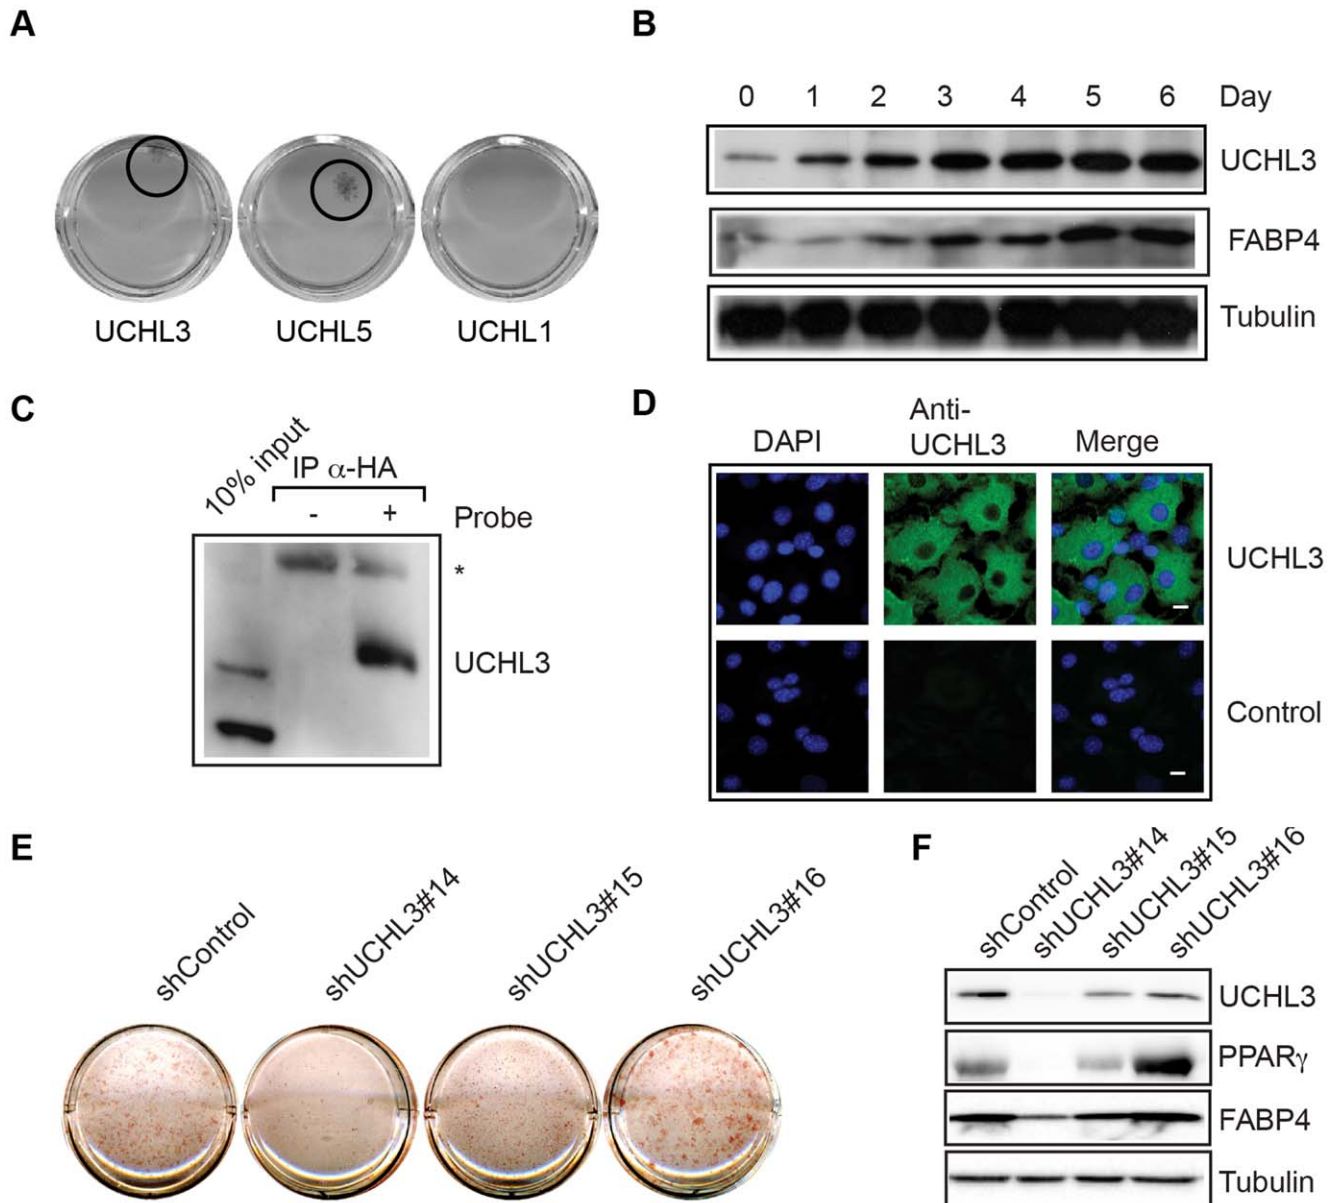 A
UCHL3 UCHL5 UCHL1
B
0 1 2 3 4 5 6 Day
UCHL3
FABP4
Tubulin
C
10% input
IP α-HA
- + Probe
*
UCHL3
D
DAPI Anti-UCHL3 Merge
UCHL3
Control
E
shControl shUCHL3#14 shUCHL3#15 shUCHL3#16
F
shControl shUCHL3#14 shUCHL3#15 shUCHL3#16
UCHL3
PPARγ
FABP4
Tubulin